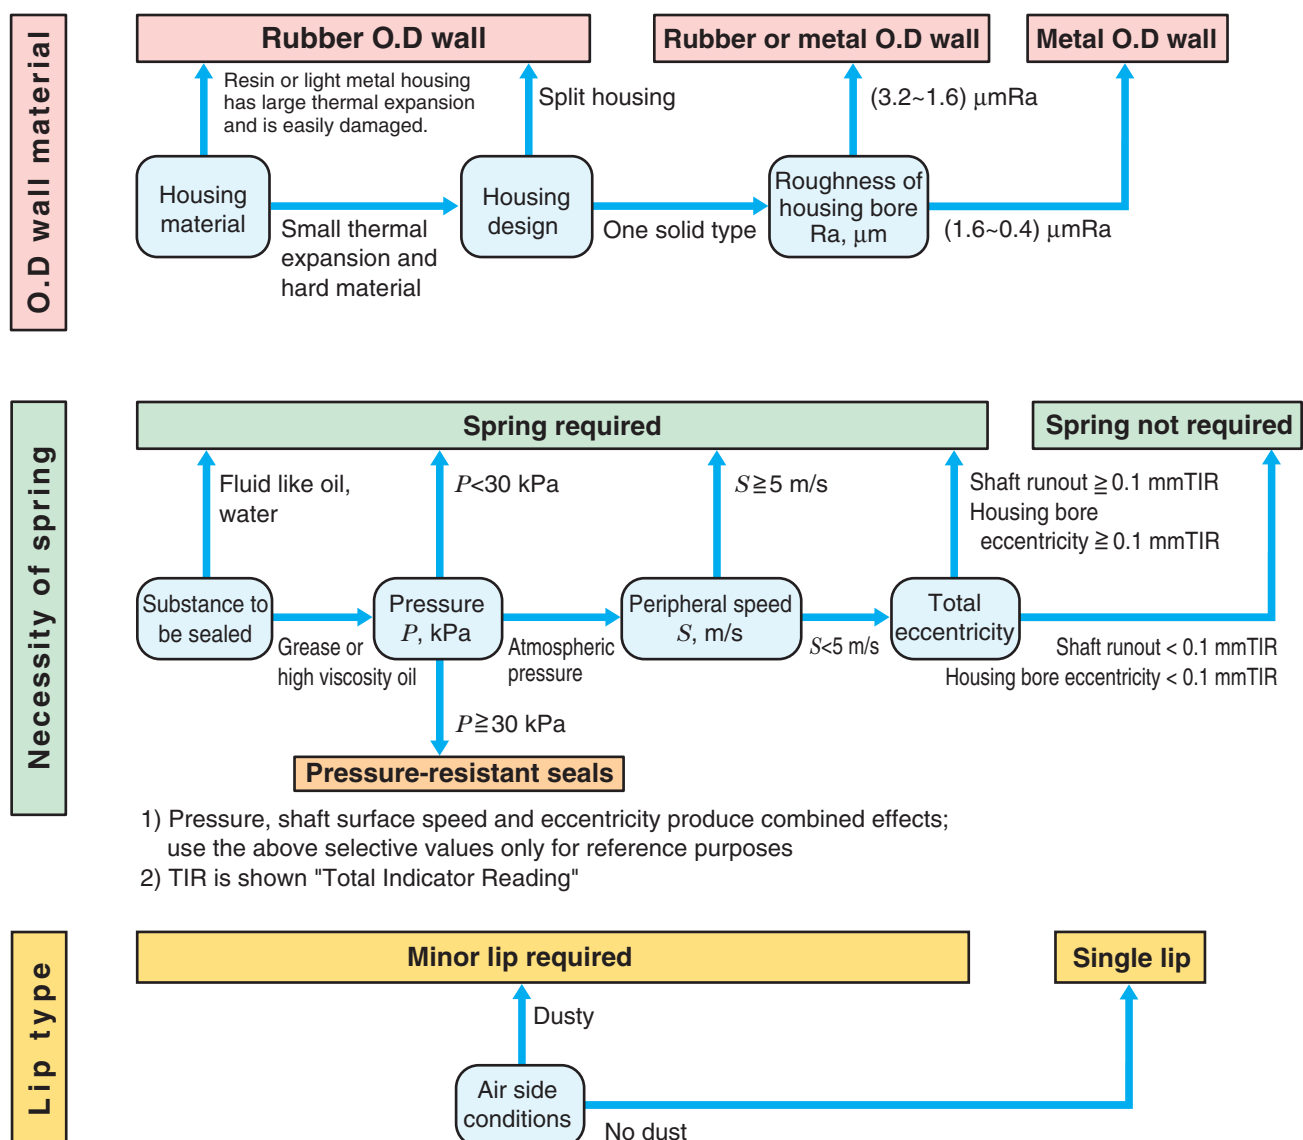 O.D wall material
Rubber O.D wall
Rubber or metal O.D wall
Metal O.D wall
Resin or light metal housing
has large thermal expansion
and is easily damaged.
Split housing
(3.2~1.6) μmRa
Housing
material
Housing
design
Roughness of
housing bore
Ra, μm
Small thermal
expansion and
hard material
One solid type
(1.6~0.4) μmRa
Necessity of spring
Spring required
Spring not required
Fluid like oil,
water
P<30 kPa
S≧5 m/s
Shaft runout ≧0.1 mmTIR
Housing bore
eccentricity ≧0.1 mmTIR
Substance to
be sealed
Pressure
P, kPa
Peripheral speed
S, m/s
Total
eccentricity
Grease or
high viscosity oil
Atmospheric
pressure
S<5 m/s
Shaft runout < 0.1 mmTIR
Housing bore eccentricity < 0.1 mmTIR
P≧30 kPa
Pressure-resistant seals
1) Pressure, shaft surface speed and eccentricity produce combined effects;
use the above selective values only for reference purposes
2) TIR is shown "Total Indicator Reading"
Lip type
Minor lip required
Single lip
Dusty
Air side
conditions
No dust